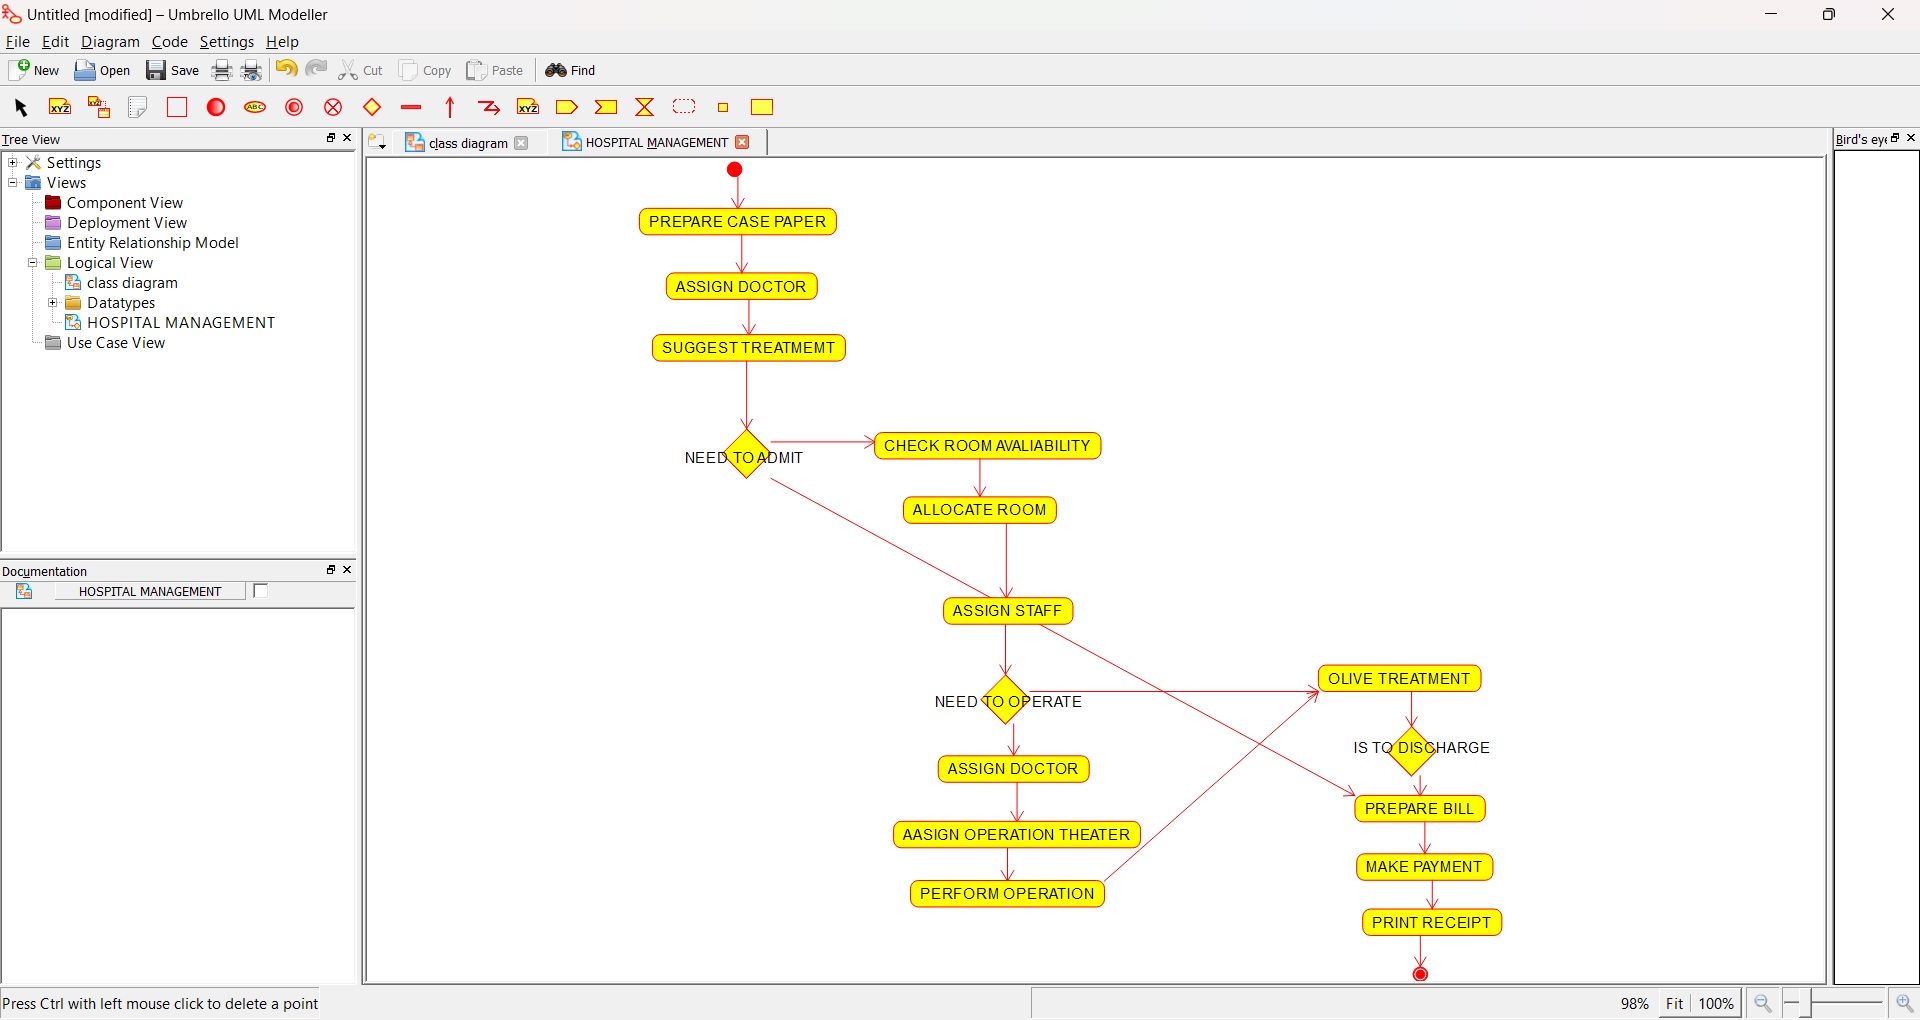 Untitled [modified] – Umbrello UML Modeller
File Edit Diagram Code Settings Help
New Open Save Cut Copy Paste Find
XYZ XYZ ABC XYZ
Tree View
Settings
Views
Component View
Deployment View
Entity Relationship Model
Logical View
class diagram
Datatypes
HOSPITAL MANAGEMENT
Use Case View
Documentation
HOSPITAL MANAGEMENT
class diagram HOSPITAL MANAGEMENT
Bird's eye
PREPARE CASE PAPER
ASSIGN DOCTOR
SUGGEST TREATMEMT
NEED TO ADMIT
CHECK ROOM AVALIABILITY
ALLOCATE ROOM
ASSIGN STAFF
NEED TO OPERATE
ASSIGN DOCTOR
AASIGN OPERATION THEATER
PERFORM OPERATION
OLIVE TREATMENT
IS TO DISCHARGE
PREPARE BILL
MAKE PAYMENT
PRINT RECEIPT
Press Ctrl with left mouse click to delete a point
98% Fit 100%